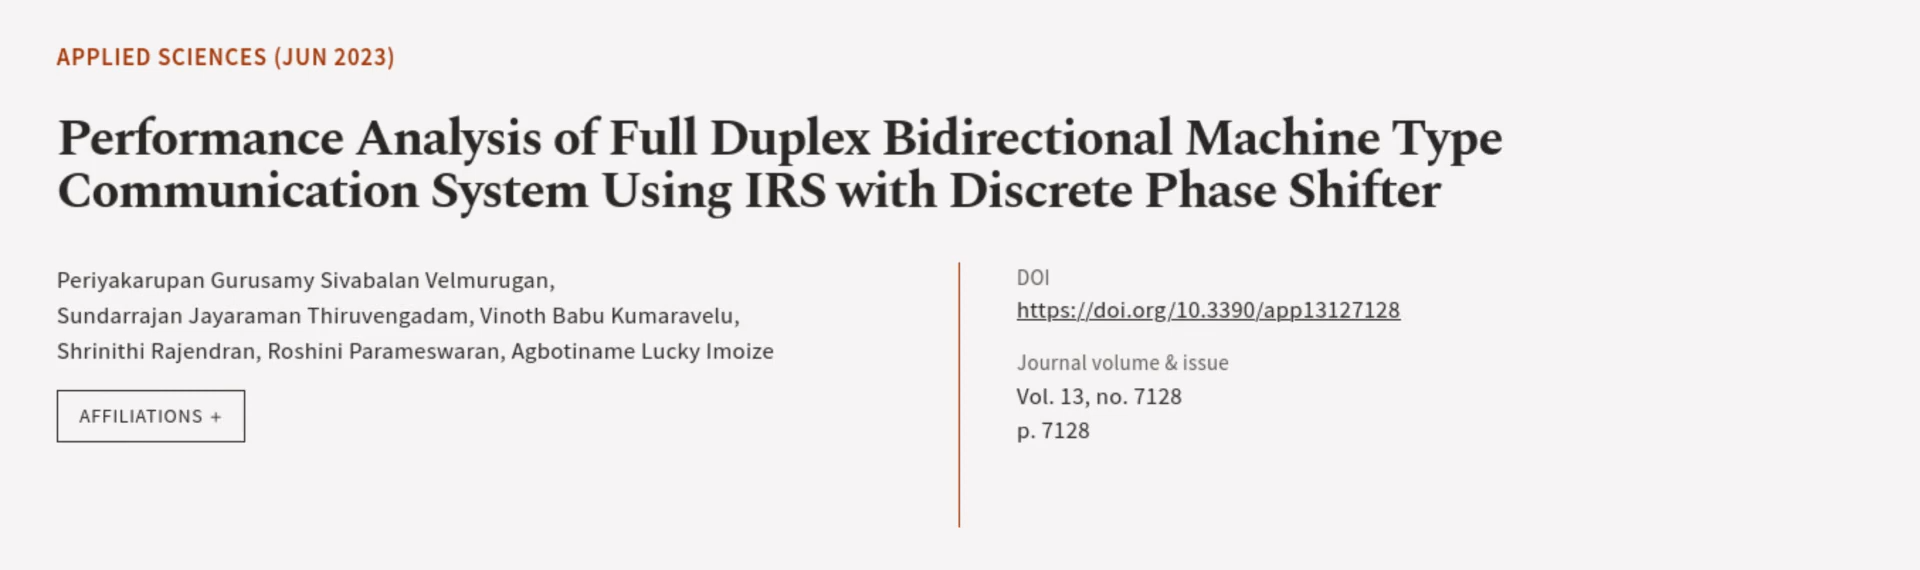 APPLIED SCIENCES (JUN 2023)
Performance Analysis of Full Duplex Bidirectional Machine Type
Communication System Using IRS with Discrete Phase Shifter
Periyakarupan Gurusamy Sivabalan Velmurugan,
Sundarrajan Jayaraman Thiruvengadam, Vinoth Babu Kumaravelu,
Shrinithi Rajendran, Roshini Parameswaran, Agbotiname Lucky Imoize
AFFILIATIONS +
DOI
https://doi.org/10.3390/app13127128
Journal volume & issue
Vol. 13, no. 7128
p. 7128